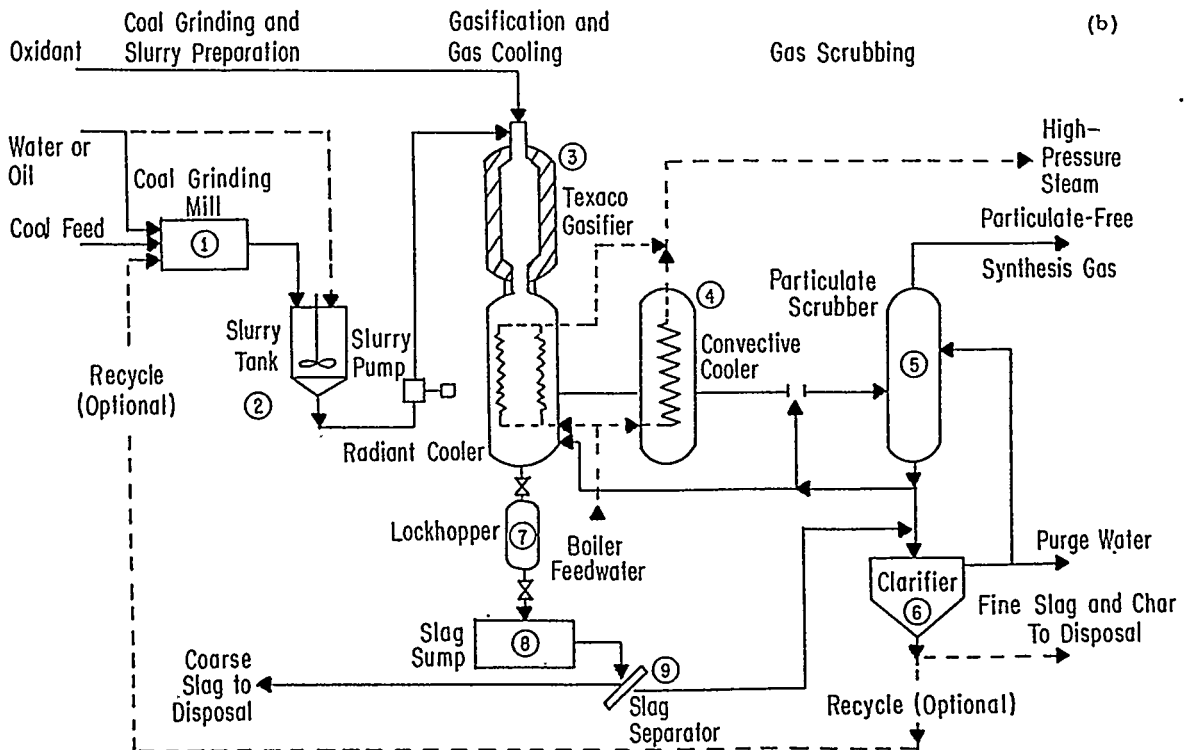 Coal Grinding and
Slurry Preparation
Gasification and
Gas Cooling
Gas Scrubbing
(b)
Oxidant
Water or
Oil
Coal Grinding
Mill
Coal Feed
1
Slurry
Tank
2
Slurry
Pump
Recycle
(Optional)
3
Texaco
Gasifier
Radiant Cooler
4
Convective
Cooler
High-
Pressure
Steam
Particulate-Free
Synthesis Gas
Particulate
Scrubber
5
Lockhopper
7
Boiler
Feedwater
Purge Water
Clarifier
6
Fine Slag and Char
To Disposal
Slag
Sump
8
9
Slag
Separator
Coarse
Slag to
Disposal
Recycle (Optional)